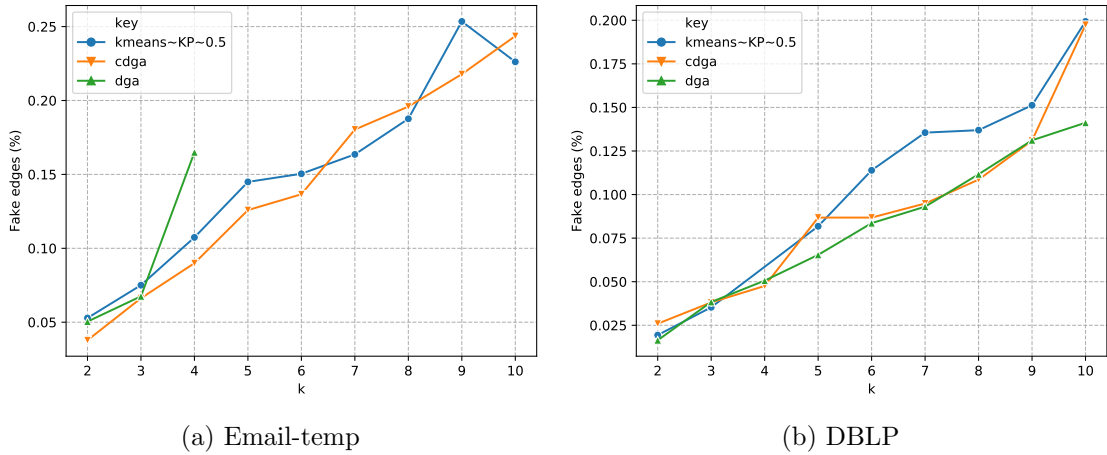 key
kmeans~KP~0.5
cdga
dga
0.25
0.20
0.15
0.10
0.05
Fake edges (%)
2 3 4 5 6 7 8 9 10
k
(a) Email-temp
key
kmeans~KP~0.5
cdga
dga
0.200
0.175
0.150
0.125
0.100
0.075
0.050
0.025
Fake edges (%)
2 3 4 5 6 7 8 9 10
k
(b) DBLP